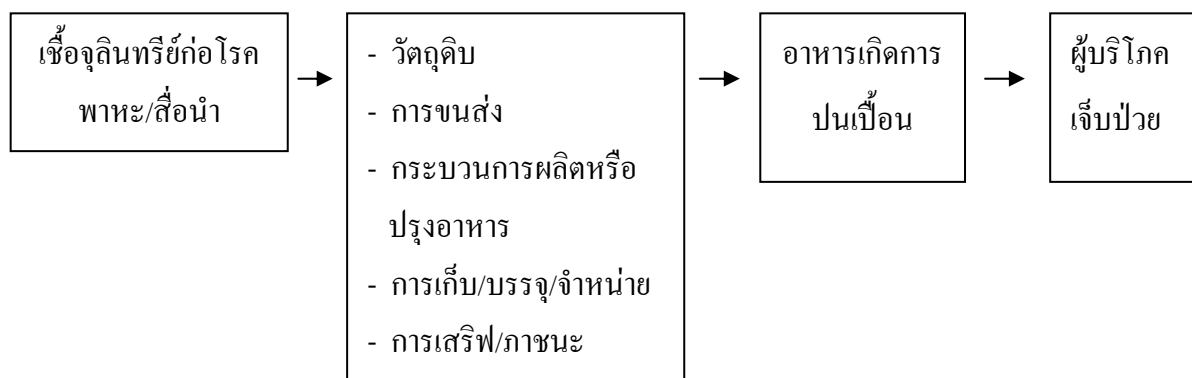 เชื้อจุลินทรีย์ก่อโรค
พาหะ/สื่อนำ
- วัตถุดิบ
- การขนส่ง
- กระบวนการผลิตหรือ
ปรุงอาหาร
- การเก็บ/บรรจุ/จำหน่าย
- การเสริฟ/ภาชนะ
อาหารเกิดการ
ปนเปื้อน
ผู้บริโภค
เจ็บป่วย